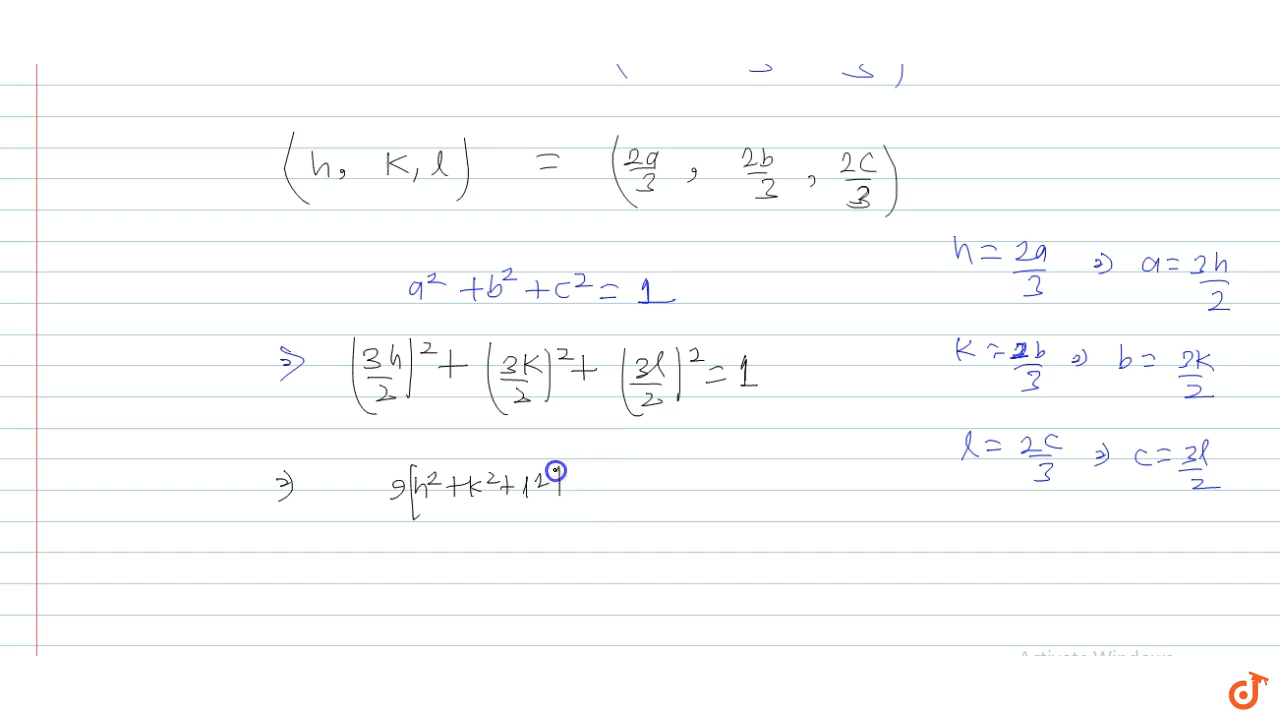 (h, k, l) = (2a/3, 2b/3, 2c/3)
h = 2a/3 ⇒ a = 3h/2
a² + b² + c² = 1
k = 2b/3 ⇒ b = 3k/2
⇒ (3h/2)² + (3k/2)² + (3l/2)² = 1
l = 2c/3 ⇒ c = 3l/2
⇒ 9[h² + k² + l²]